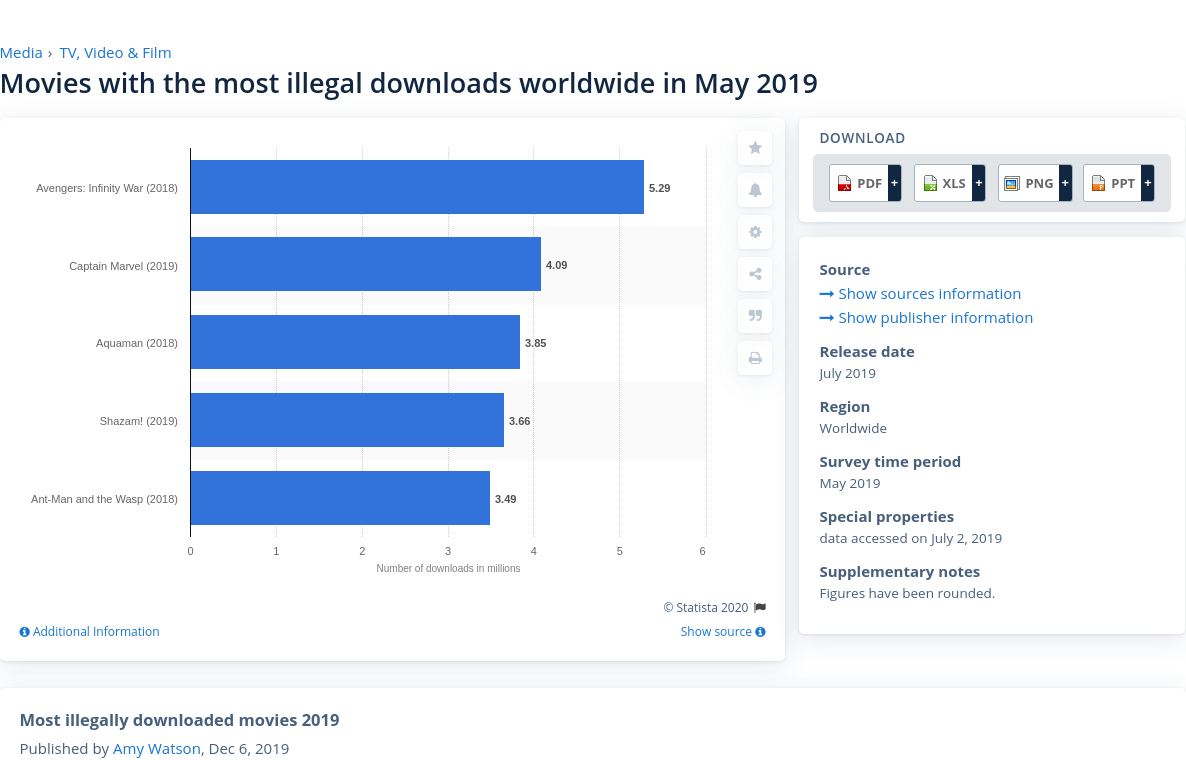 Media › TV, Video & Film
Movies with the most illegal downloads worldwide in May 2019
Avengers: Infinity War (2018)
5.29
Captain Marvel (2019)
4.09
Aquaman (2018)
3.85
Shazam! (2019)
3.66
Ant-Man and the Wasp (2018)
3.49
0 1 2 3 4 5 6
Number of downloads in millions
© Statista 2020
Additional Information
Show source
DOWNLOAD
PDF + XLS + PNG + PPT +
Source
Show sources information
Show publisher information
Release date
July 2019
Region
Worldwide
Survey time period
May 2019
Special properties
data accessed on July 2, 2019
Supplementary notes
Figures have been rounded.
Most illegally downloaded movies 2019
Published by Amy Watson, Dec 6, 2019